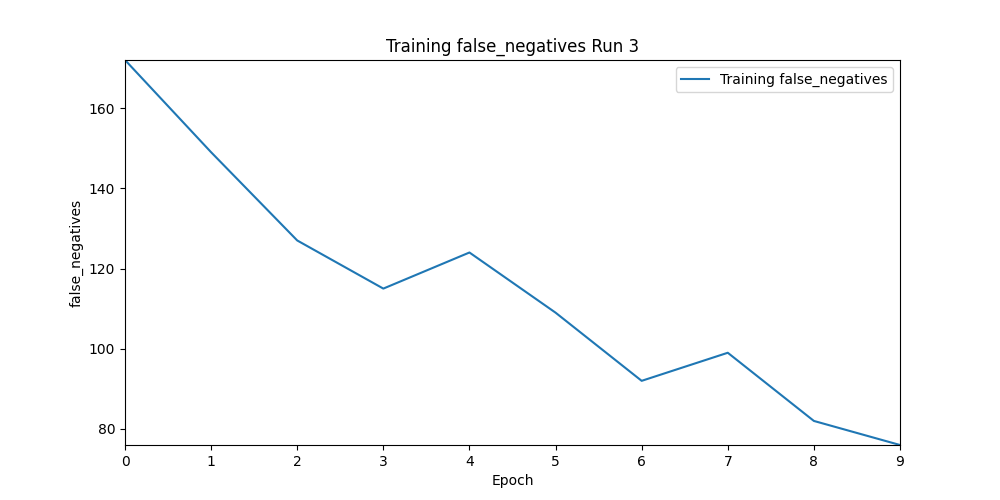 Training false_negatives Run 3
Training false_negatives
false_negatives
160
140
120
100
80
0 1 2 3 4 5 6 7 8 9
Epoch